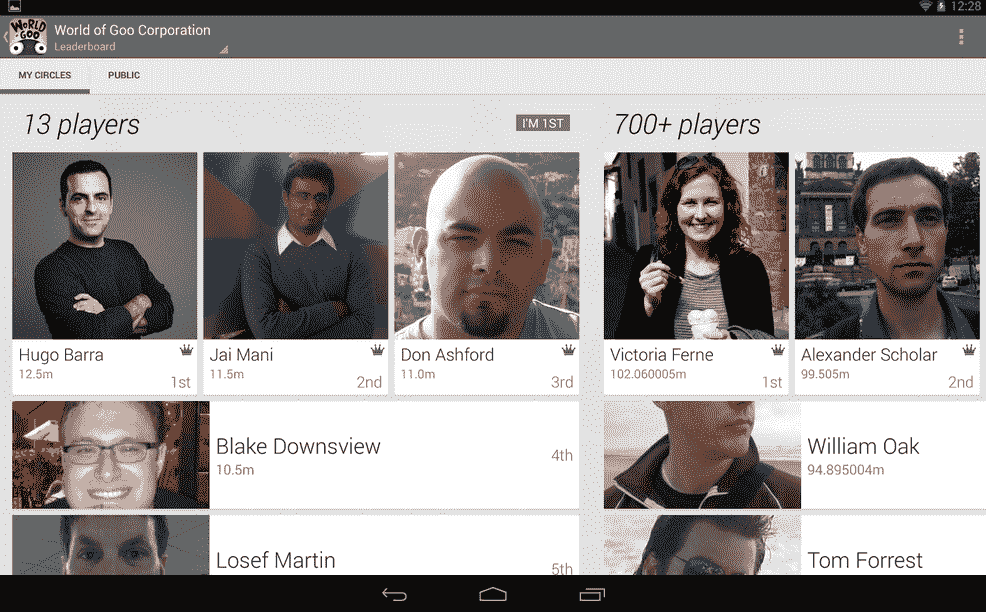 12:28
WORLD OF GOO
World of Goo Corporation
Leaderboard
MY CIRCLES
PUBLIC
13 players
I'M 1ST
Hugo Barra
12.5m
1st
Jai Mani
11.5m
2nd
Don Ashford
11.0m
3rd
Blake Downsview
10.5m
4th
Losef Martin
5th
700+ players
Victoria Ferne
102.060005m
1st
Alexander Scholar
99.505m
2nd
William Oak
94.895004m
Tom Forrest